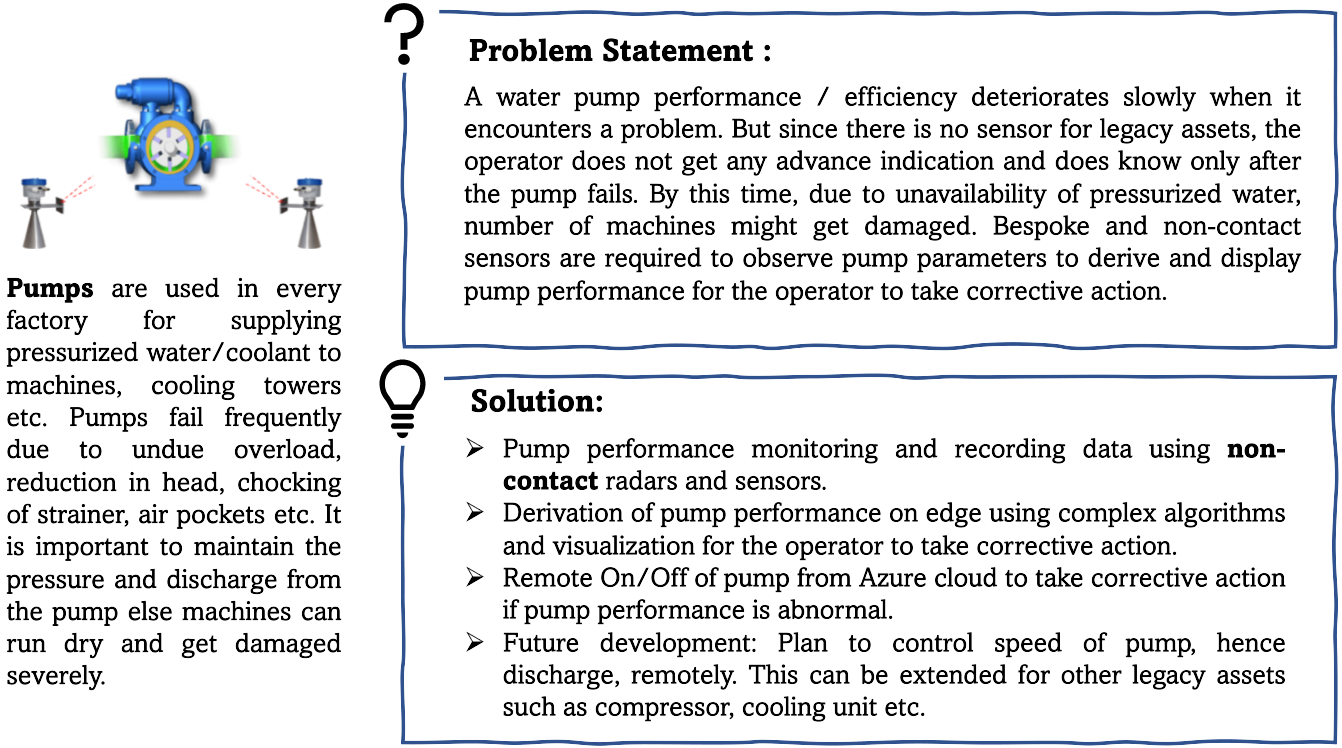 Pumps are used in every
factory for supplying
pressurized water/coolant to
machines, cooling towers
etc. Pumps fail frequently
due to undue overload,
reduction in head, chocking
of strainer, air pockets etc. It
is important to maintain the
pressure and discharge from
the pump else machines can
run dry and get damaged
severely.
?
Problem Statement :
A water pump performance / efficiency deteriorates slowly when it
encounters a problem. But since there is no sensor for legacy assets, the
operator does not get any advance indication and does know only after
the pump fails. By this time, due to unavailability of pressurized water,
number of machines might get damaged. Bespoke and non-contact
sensors are required to observe pump parameters to derive and display
pump performance for the operator to take corrective action.
Solution:
➢ Pump performance monitoring and recording data using non-
contact radars and sensors.
➢ Derivation of pump performance on edge using complex algorithms
and visualization for the operator to take corrective action.
➢ Remote On/Off of pump from Azure cloud to take corrective action
if pump performance is abnormal.
➢ Future development: Plan to control speed of pump, hence
discharge, remotely. This can be extended for other legacy assets
such as compressor, cooling unit etc.